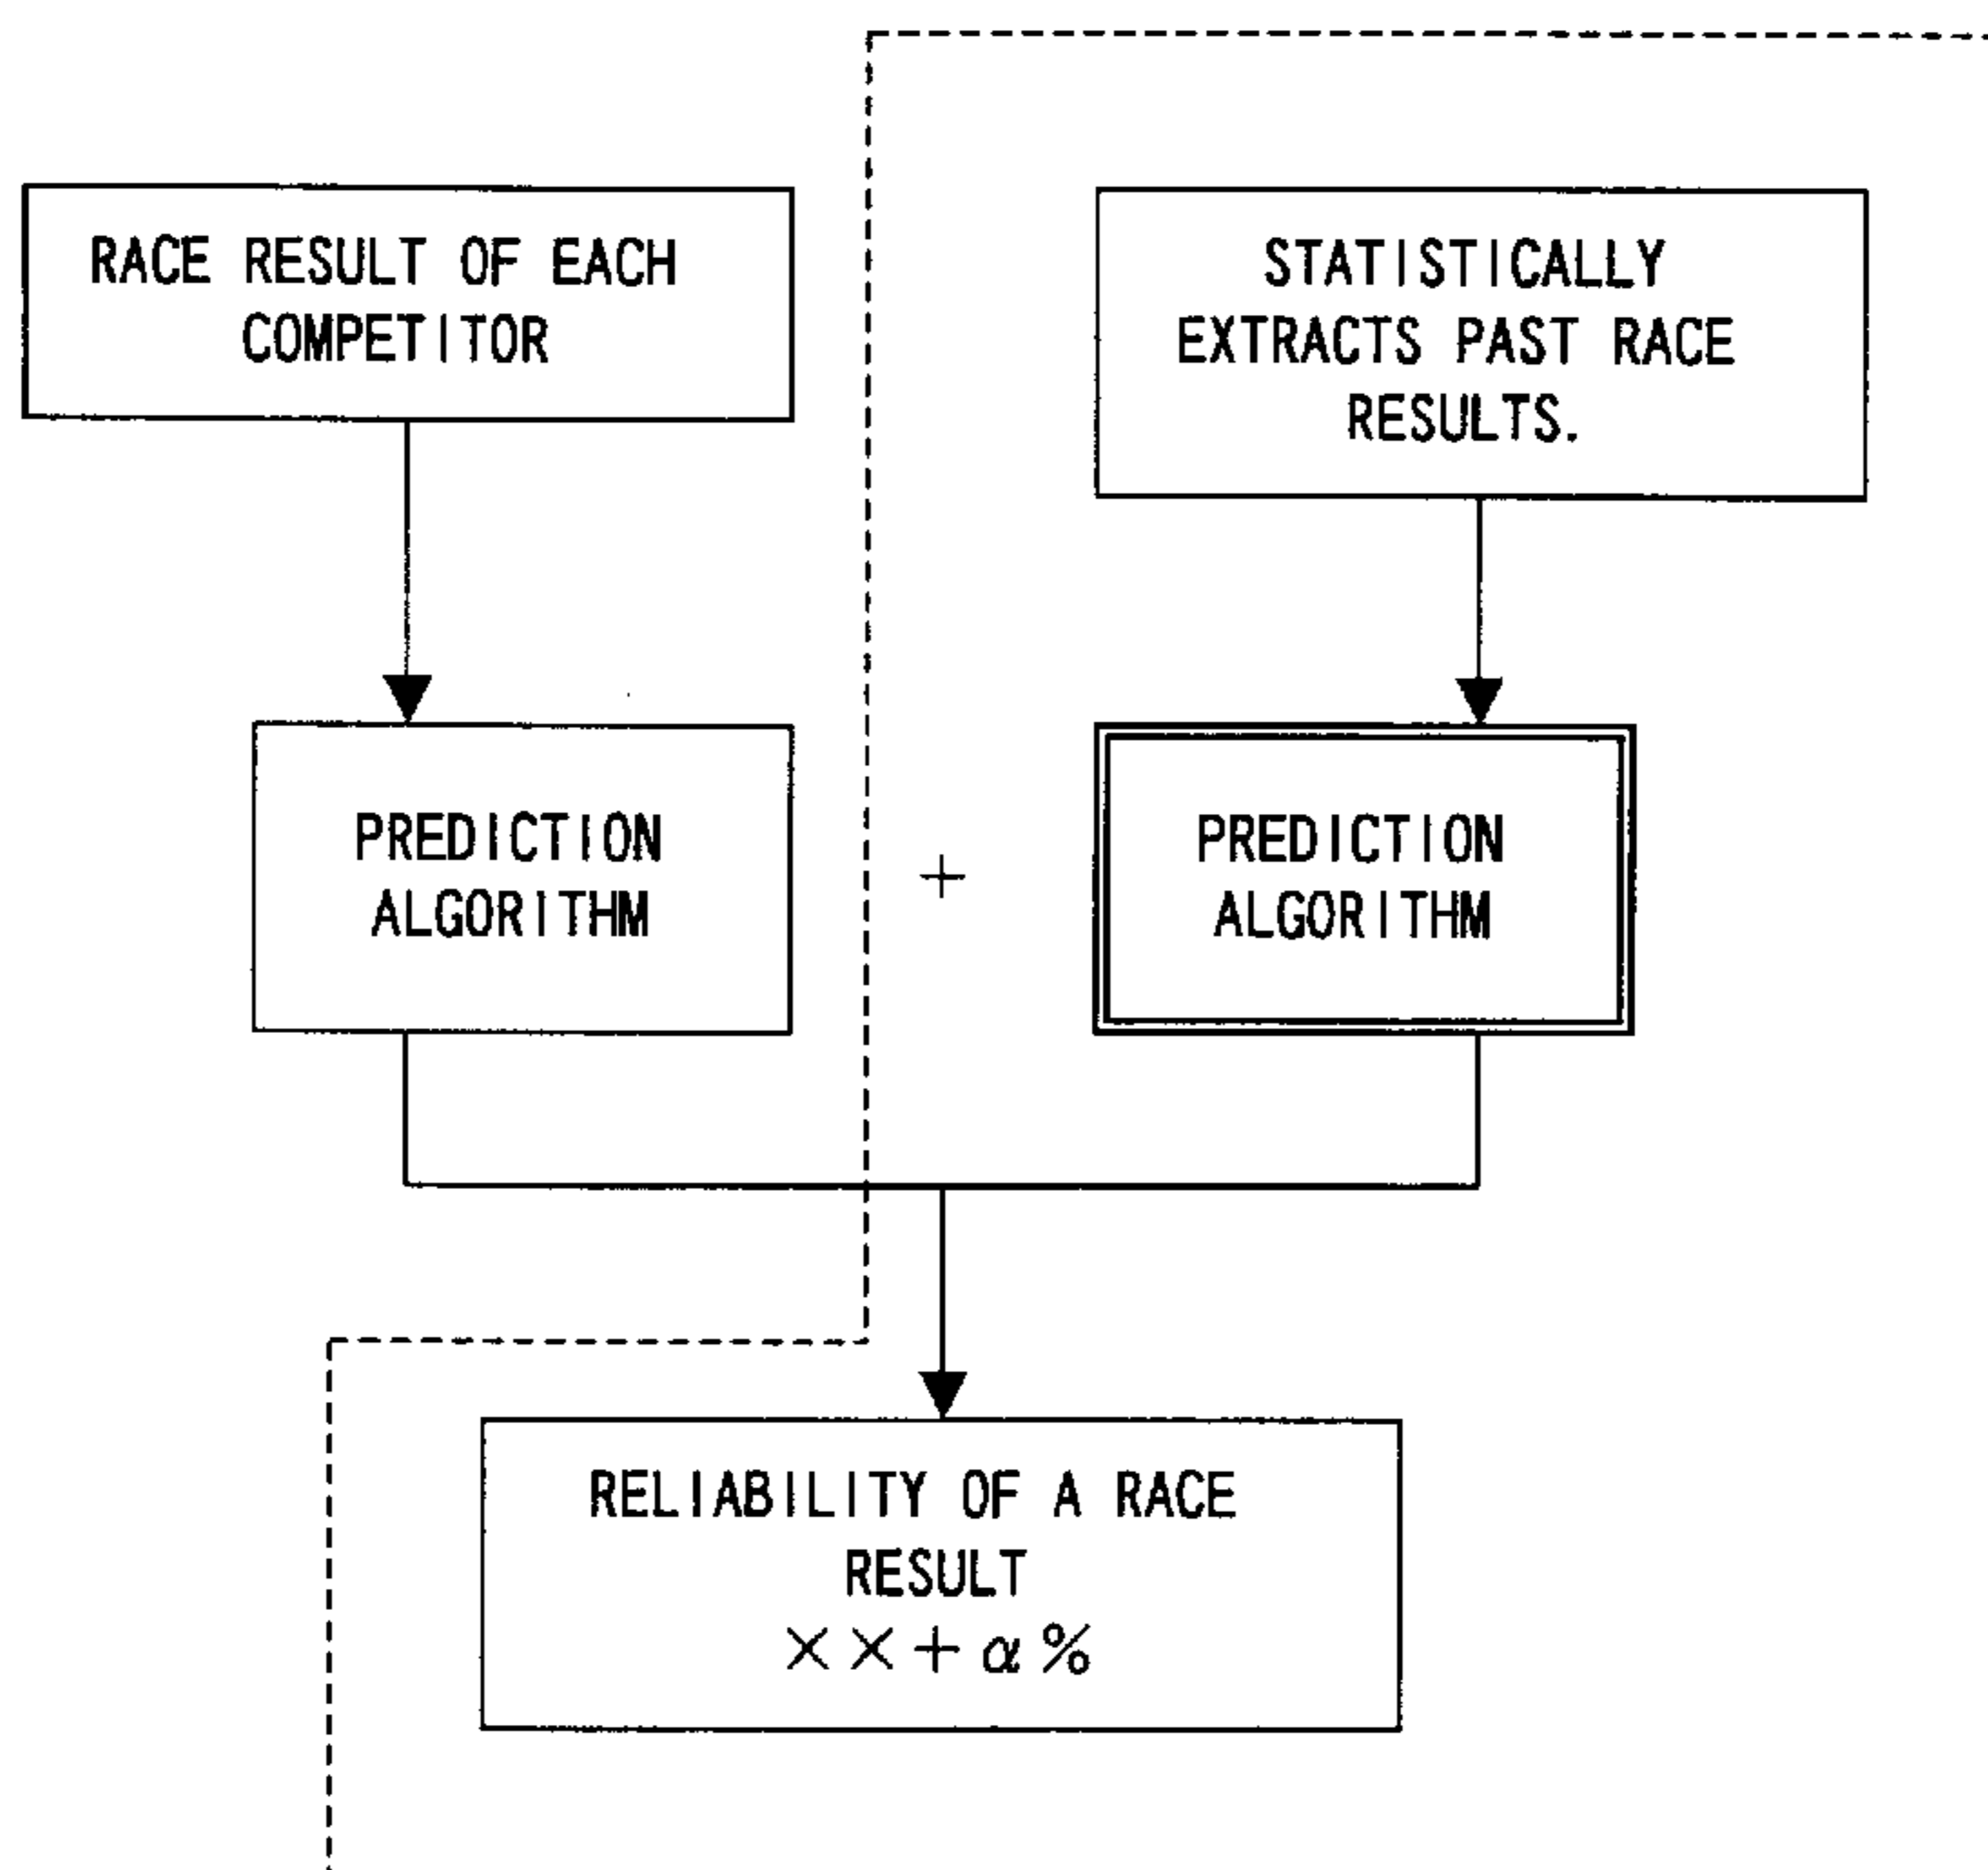 RACE RESULT OF EACH
COMPETITOR
STATISTICALLY
EXTRACTS PAST RACE
RESULTS.
PREDICTION
ALGORITHM
+
PREDICTION
ALGORITHM
RELIABILITY OF A RACE
RESULT
××+α%